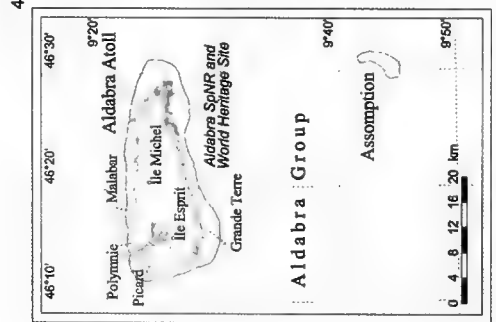 4
46°10' 46°20' 46°30'
9°20'
Polymnie Malabar Aldabra Atoll
Picard
Île Michel
Île Esprit
Aldabra SpNR and
World Heritage Site
Grande Terre
Aldabra Group
9°40'
Assomption
0 4 8 12 16 20 km
9°50'